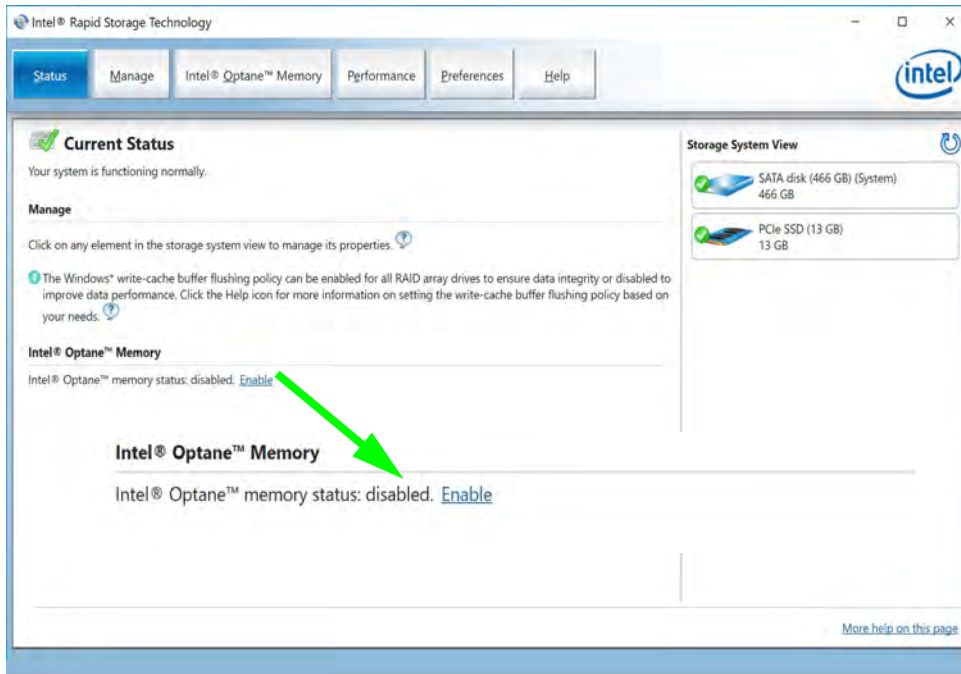 Intel® Rapid Storage Technology
Status
Manage
Intel® Optane™ Memory
Performance
Preferences
Help
intel
Current Status
Your system is functioning normally.
Manage
Click on any element in the storage system view to manage its properties.
The Windows* write-cache buffer flushing policy can be enabled for all RAID array drives to ensure data integrity or disabled to
improve data performance. Click the Help icon for more information on setting the write-cache buffer flushing policy based on
your needs.
Intel® Optane™ Memory
Intel® Optane™ memory status: disabled. Enable
Intel® Optane™ Memory
Intel® Optane™ memory status: disabled. Enable
Storage System View
SATA disk (466 GB) (System)
466 GB
PCIe SSD (13 GB)
13 GB
More help on this page